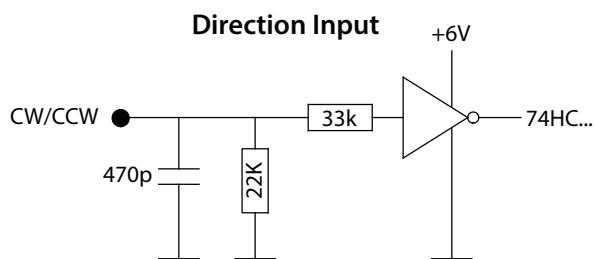 Direction Input
+6V
CW/CCW
33k
74HC...
470p
22K